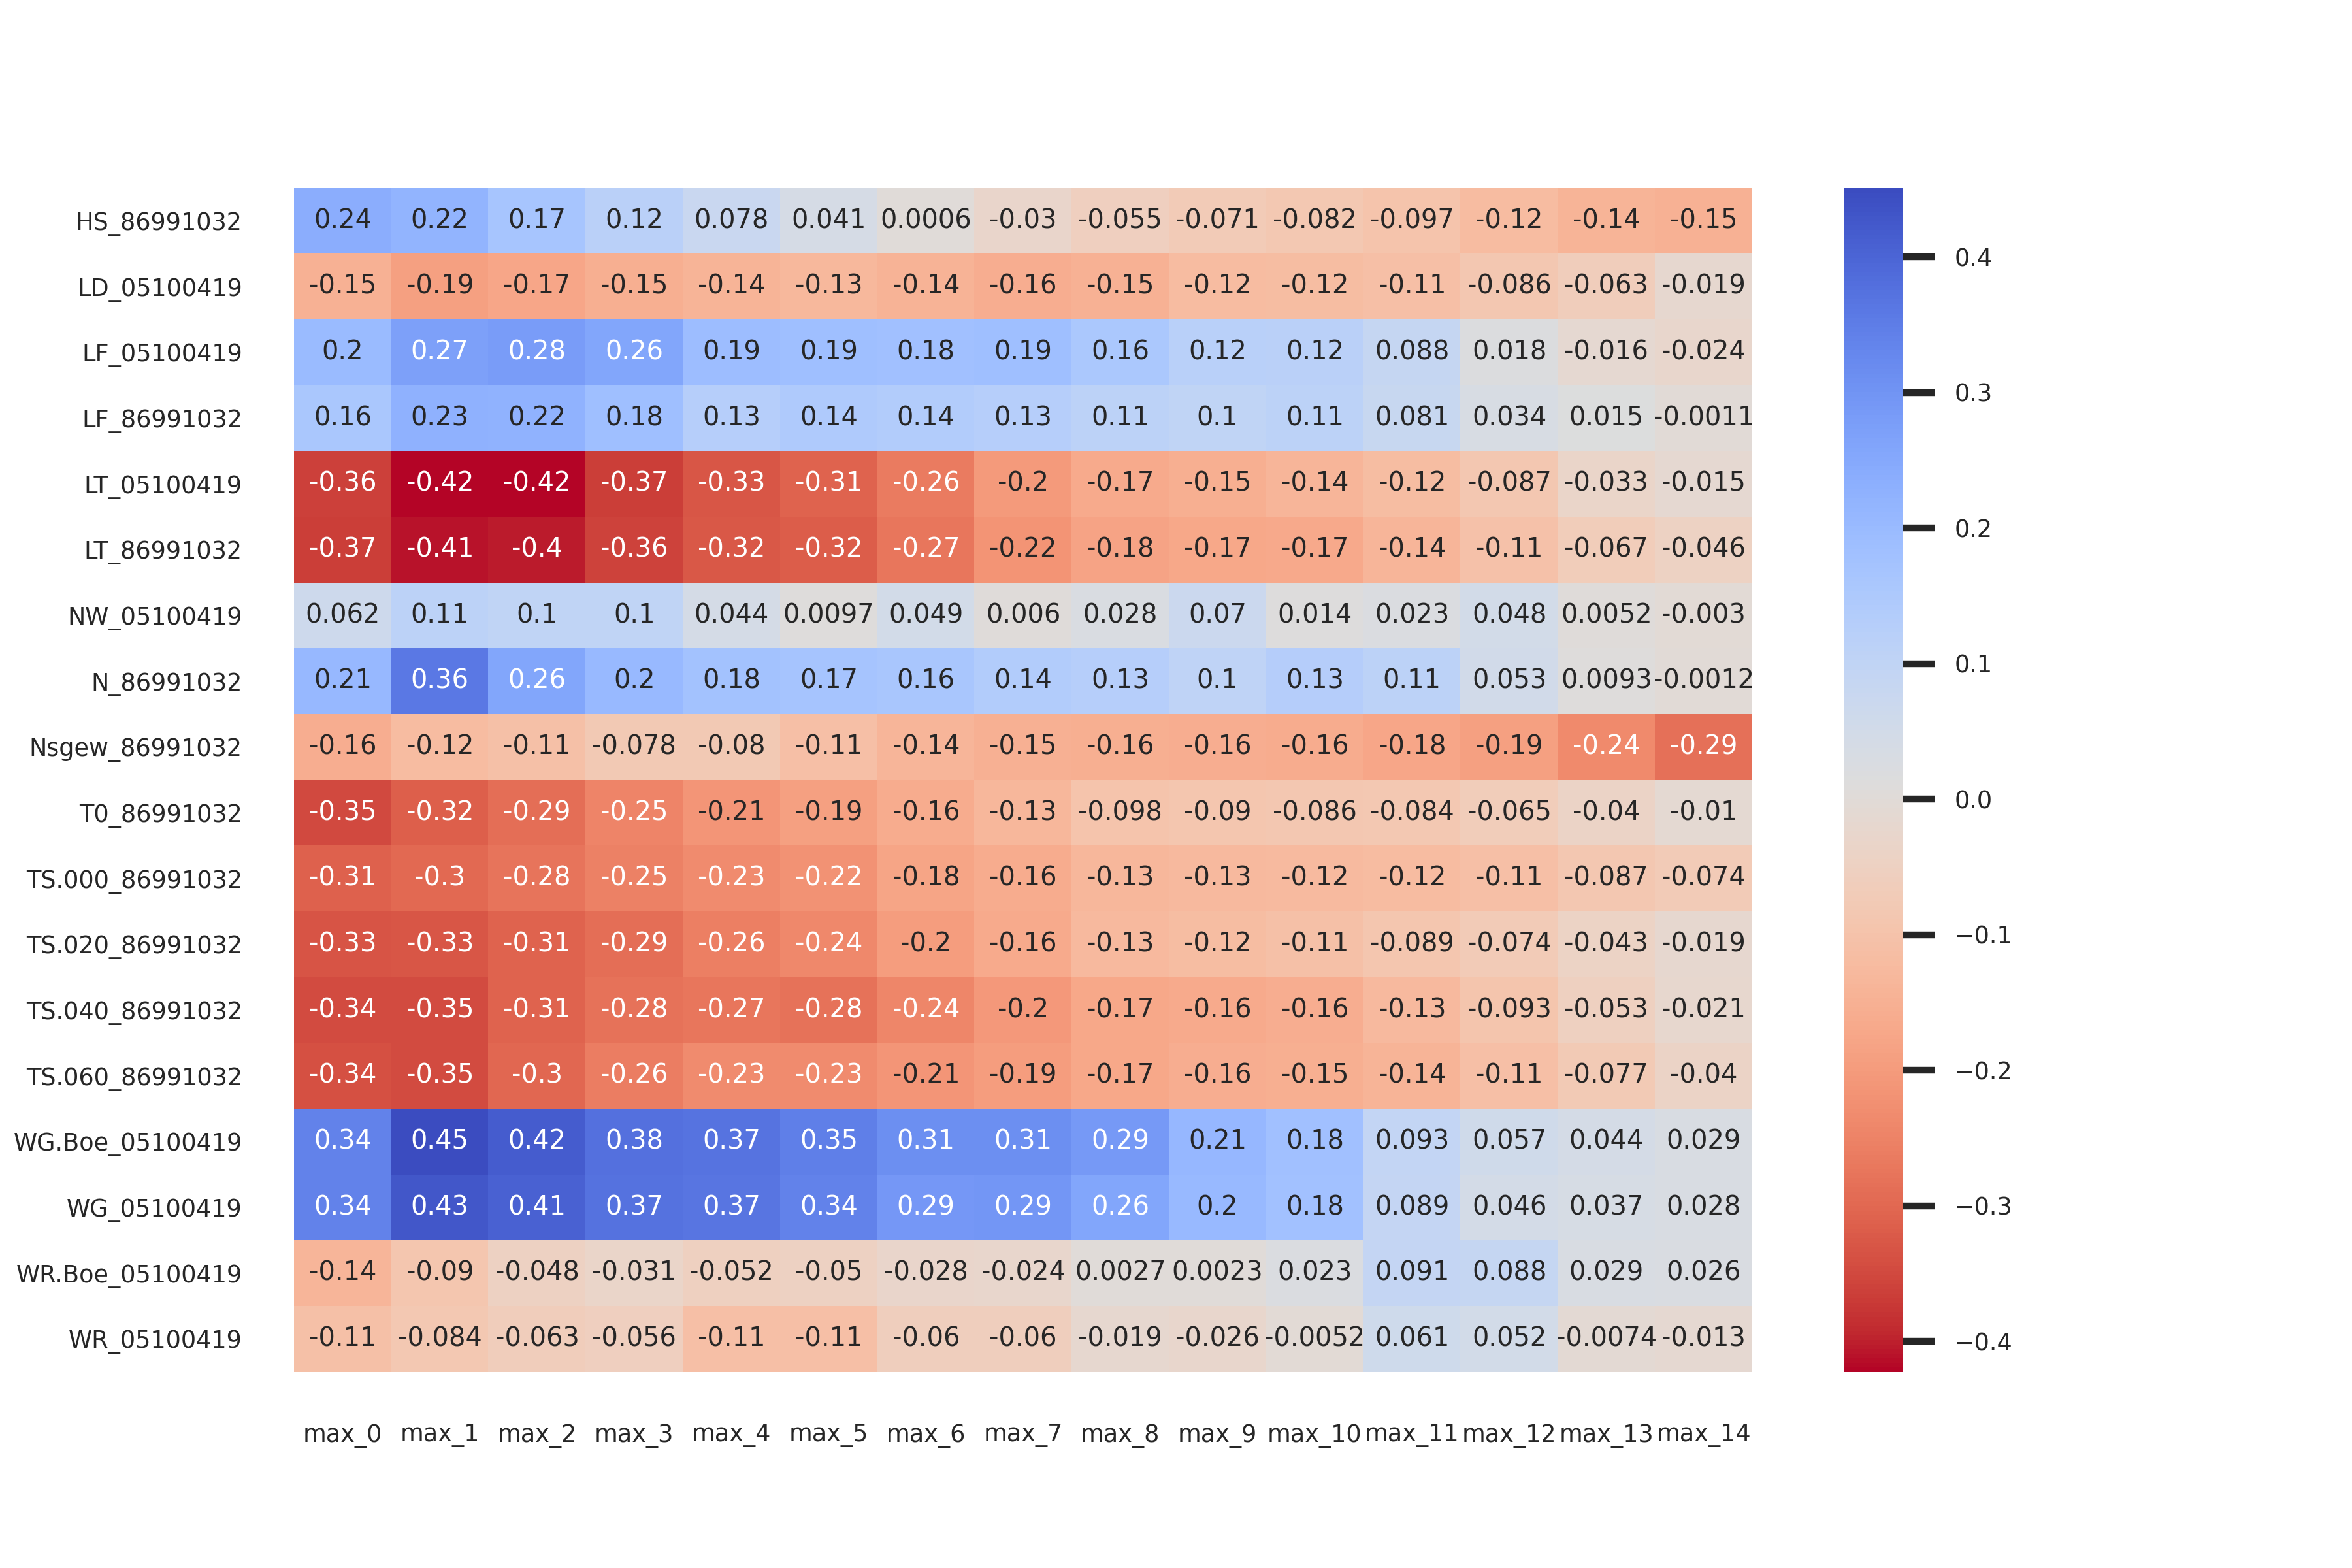 HS_86991032 0.24 0.22 0.17 0.12 0.078 0.041 0.0006 -0.03 -0.055 -0.071 -0.082 -0.097 -0.12 -0.14 -0.15
0.4
LD_05100419 -0.15 -0.19 -0.17 -0.15 -0.14 -0.13 -0.14 -0.16 -0.15 -0.12 -0.12 -0.11 -0.086 -0.063 -0.019
LF_05100419 0.2 0.27 0.28 0.26 0.19 0.19 0.18 0.19 0.16 0.12 0.12 0.088 0.018 -0.016 -0.024
0.3
LF_86991032 0.16 0.23 0.22 0.18 0.13 0.14 0.14 0.13 0.11 0.1 0.11 0.081 0.034 0.015 -0.0011
LT_05100419 -0.36 -0.42 -0.42 -0.37 -0.33 -0.31 -0.26 -0.2 -0.17 -0.15 -0.14 -0.12 -0.087 -0.033 -0.015
0.2
LT_86991032 -0.37 -0.41 -0.4 -0.36 -0.32 -0.32 -0.27 -0.22 -0.18 -0.17 -0.17 -0.14 -0.11 -0.067 -0.046
NW_05100419 0.062 0.11 0.1 0.1 0.044 0.0097 0.049 0.006 0.028 0.07 0.014 0.023 0.048 0.0052 -0.003
0.1
N_86991032 0.21 0.36 0.26 0.2 0.18 0.17 0.16 0.14 0.13 0.1 0.13 0.11 0.053 0.0093 -0.0012
Nsgew_86991032 -0.16 -0.12 -0.11 -0.078 -0.08 -0.11 -0.14 -0.15 -0.16 -0.16 -0.16 -0.18 -0.19 -0.24 -0.29
0.0
T0_86991032 -0.35 -0.32 -0.29 -0.25 -0.21 -0.19 -0.16 -0.13 -0.098 -0.09 -0.086 -0.084 -0.065 -0.04 -0.01
TS.000_86991032 -0.31 -0.3 -0.28 -0.25 -0.23 -0.22 -0.18 -0.16 -0.13 -0.13 -0.12 -0.12 -0.11 -0.087 -0.074
−0.1
TS.020_86991032 -0.33 -0.33 -0.31 -0.29 -0.26 -0.24 -0.2 -0.16 -0.13 -0.12 -0.11 -0.089 -0.074 -0.043 -0.019
TS.040_86991032 -0.34 -0.35 -0.31 -0.28 -0.27 -0.28 -0.24 -0.2 -0.17 -0.16 -0.16 -0.13 -0.093 -0.053 -0.021
−0.2
TS.060_86991032 -0.34 -0.35 -0.3 -0.26 -0.23 -0.23 -0.21 -0.19 -0.17 -0.16 -0.15 -0.14 -0.11 -0.077 -0.04
WG.Boe_05100419 0.34 0.45 0.42 0.38 0.37 0.35 0.31 0.31 0.29 0.21 0.18 0.093 0.057 0.044 0.029
WG_05100419 0.34 0.43 0.41 0.37 0.37 0.34 0.29 0.29 0.26 0.2 0.18 0.089 0.046 0.037 0.028
−0.3
WR.Boe_05100419 -0.14 -0.09 -0.048 -0.031 -0.052 -0.05 -0.028 -0.024 0.0027 0.0023 0.023 0.091 0.088 0.029 0.026
WR_05100419 -0.11 -0.084 -0.063 -0.056 -0.11 -0.11 -0.06 -0.06 -0.019 -0.026 -0.0052 0.061 0.052 -0.0074 -0.013
−0.4
max_0 max_1 max_2 max_3 max_4 max_5 max_6 max_7 max_8 max_9 max_10 max_11 max_12 max_13 max_14